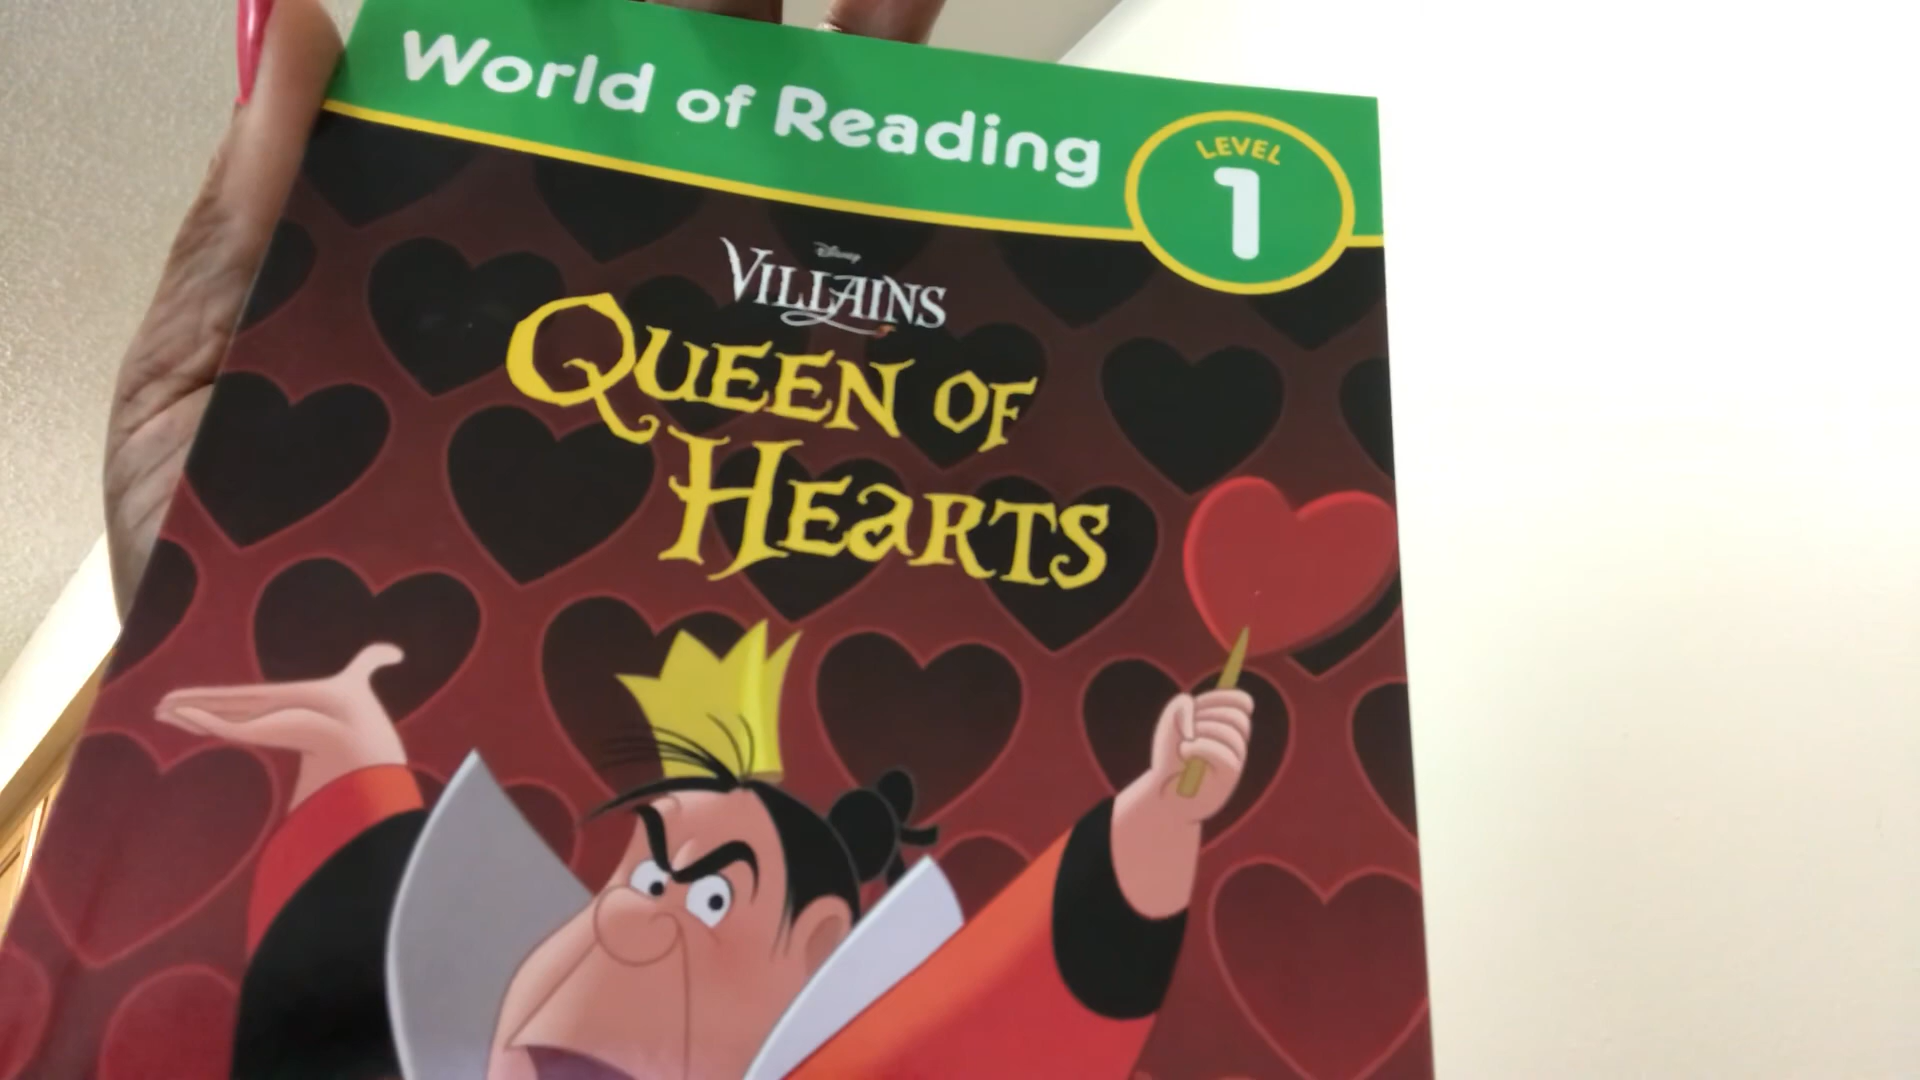 World of Reading
LEVEL
1
Disney
VILLAINS
QUEEN OF
HEARTS